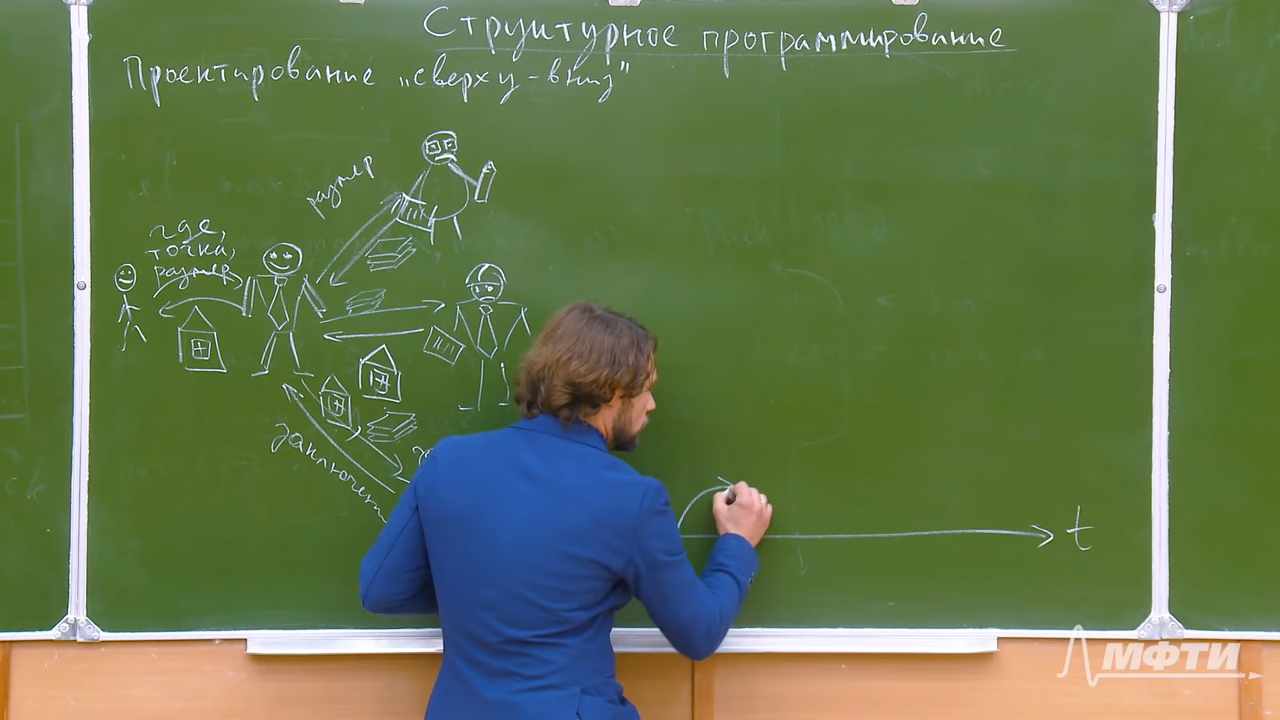 Структурное программирование
Проектирование „сверху-вниз"
размер
где,
точка,
размер
t
МФТИ